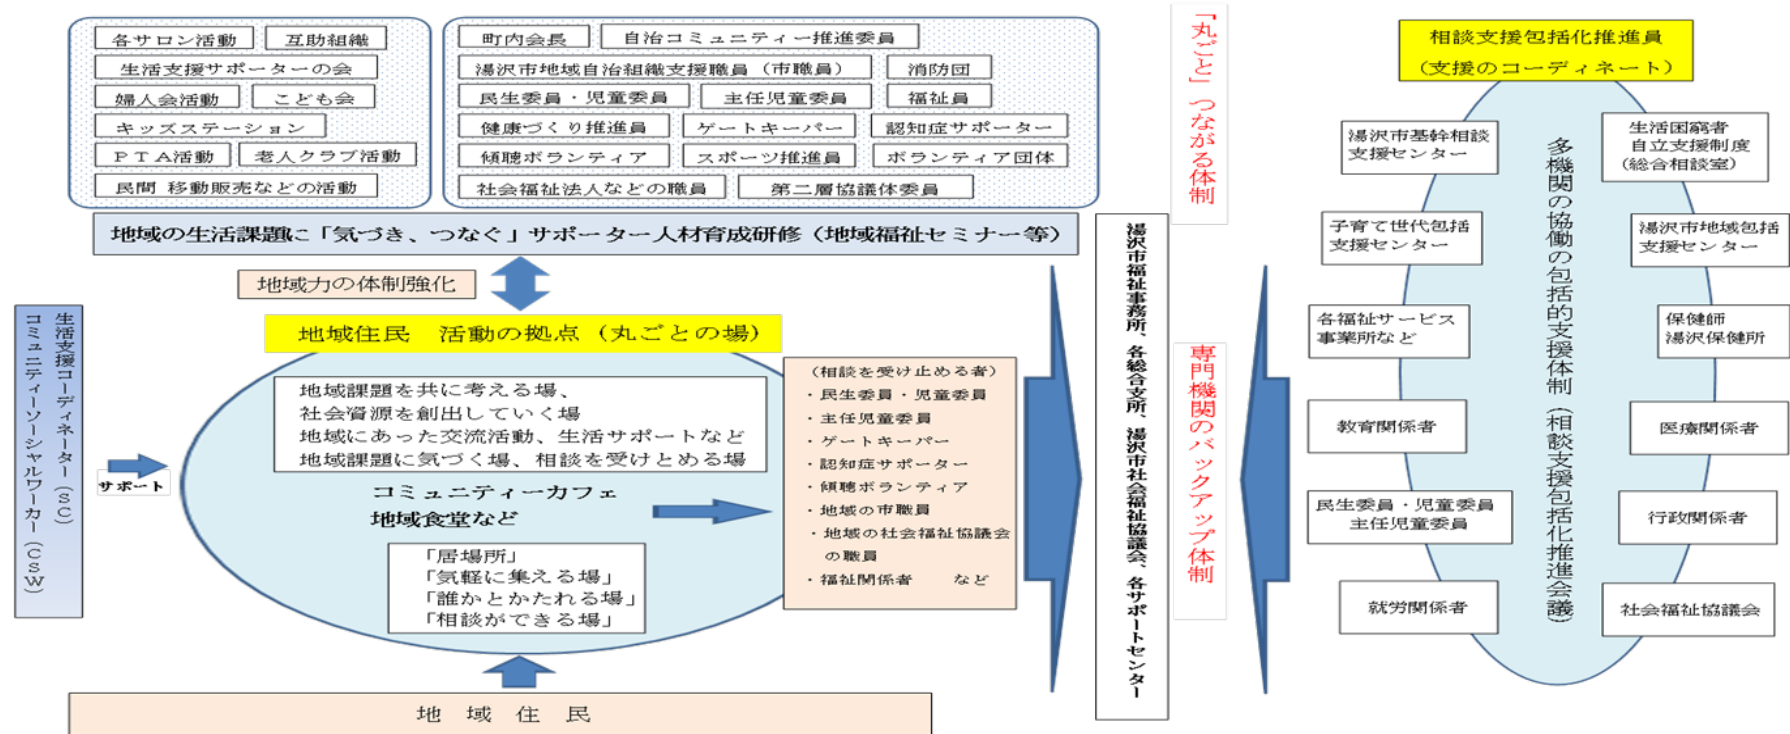 各サロン活動
互助組織
生活支援サポーターの会
婦人会活動
こども会
キッズステーション
ＰＴＡ活動
老人クラブ活動
民間 移動販売などの活動
町内会長
自治コミュニティー推進委員
湯沢市地域自治組織支援職員（市職員）
消防団
民生委員・児童委員
主任児童委員
福祉員
健康づくり推進員
ゲートキーパー
認知症サポーター
傾聴ボランティア
スポーツ推進員
ボランティア団体
社会福祉法人などの職員
第二層協議体委員
地域の生活課題に「気づき、つなぐ」サポーター人材育成研修（地域福祉セミナー等）
地域力の体制強化
生活支援コーディネーター（ＳＣ）
コミュニティーソーシャルワーカー（ＣＳＷ）
サポート
地域住民　活動の拠点（丸ごとの場）
地域課題を共に考える場、
社会資源を創出していく場
地域にあった交流活動、生活サポートなど
地域課題に気づく場、相談を受けとめる場
コミュニティーカフェ
地域食堂など
「居場所」
「気軽に集える場」
「誰かとかたれる場」
「相談ができる場」
（相談を受け止める者）
・民生委員・児童委員
・主任児童委員
・ゲートキーパー
・認知症サポーター
・傾聴ボランティア
・地域の市職員
・地域の社会福祉協議会
の職員
・福祉関係者　　など
地　域　住　民
湯沢市福祉事務所、各総合支所、湯沢市社会福祉協議会、各サポートセンター
「丸ごと」つながる体制
専門機関のバックアップ体制
相談支援包括化推進員
（支援のコーディネート）
多機関の協働の包括的支援体制（相談支援包括化推進会議）
湯沢市基幹相談
支援センター
生活困窮者
自立支援制度
（総合相談室）
子育て世代包括
支援センター
湯沢市地域包括
支援センター
各福祉サービス
事業所など
保健師
湯沢保健所
教育関係者
医療関係者
民生委員・児童委員
主任児童委員
行政関係者
就労関係者
社会福祉協議会